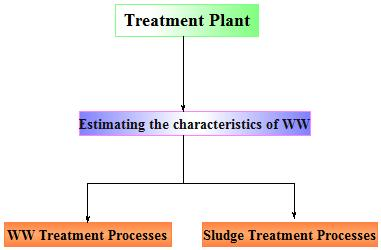 Treatment Plant
Estimating the characteristics of WW
WW Treatment Processes
Sludge Treatment Processes